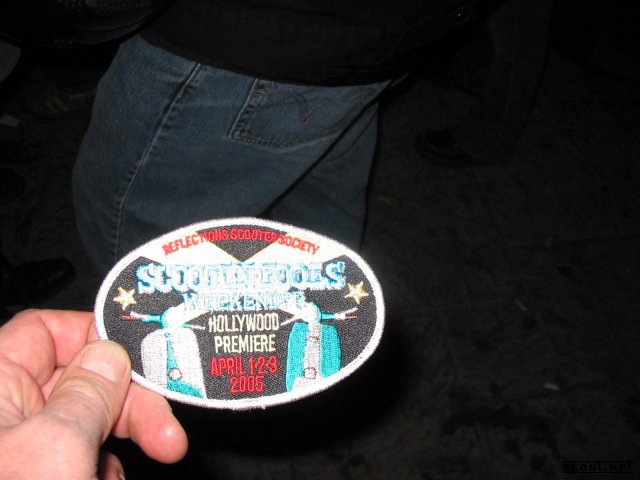 REFLECTIONS SCOOTER SOCIETY
SCOOTIN FOOLS'
WEEKENDER
HOLLYWOOD
PREMIERE
APRIL 1-2-3
2005
scoot.net